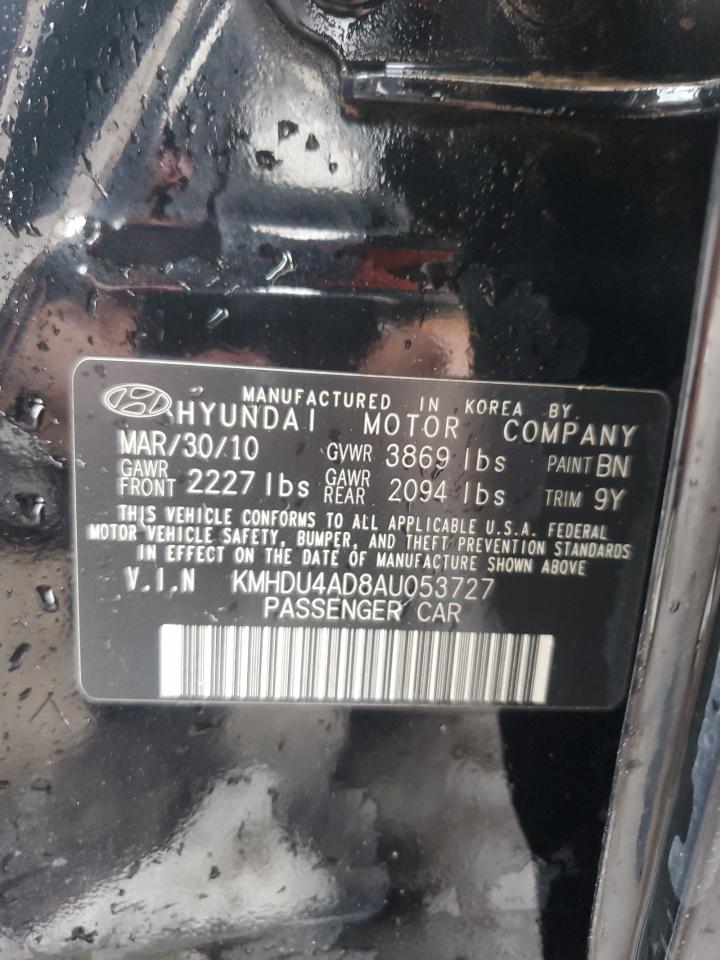 MANUFACTURED IN KOREA BY
HYUNDAI MOTOR COMPANY
MAR/30/10 GVWR 3869 lbs PAINT BN
GAWR FRONT 2227 lbs GAWR REAR 2094 lbs TRIM 9Y
THIS VEHICLE CONFORMS TO ALL APPLICABLE U.S.A. FEDERAL
MOTOR VEHICLE SAFETY, BUMPER, AND THEFT PREVENTION STANDARDS
IN EFFECT ON THE DATE OF MANUFACTURE SHOWN ABOVE
V.I.N KMHDU4AD8AU053727
PASSENGER CAR